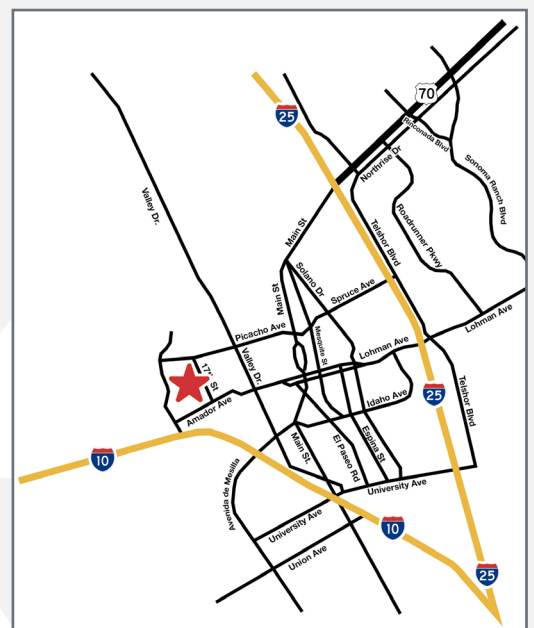 70
25
Rinconada Blvd
Northrise Dr
Sonoma Ranch Blvd
Valley Dr.
Main St
Telshor Blvd
Roadrunner Pkwy
Solano Dr
Main St
Spruce Ave
Lohman Ave
Picacho Ave
Mesquite St
Lohman Ave
Valley Dr.
St
Amador Ave
Idaho Ave
25
Telshor Blvd
Main St.
El Paseo Rd
Espina St
10
Avenida de Mesilla
University Ave
University Ave
10
Union Ave
25